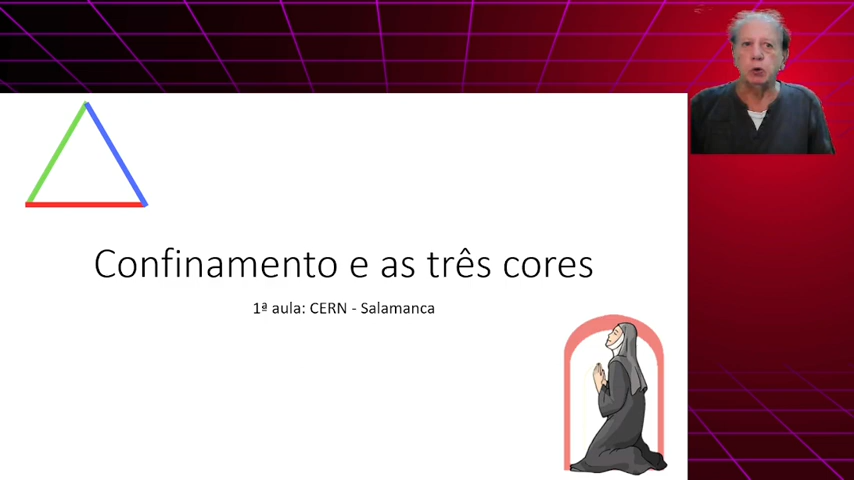 Confinamento e as três cores
1ª aula: CERN - Salamanca